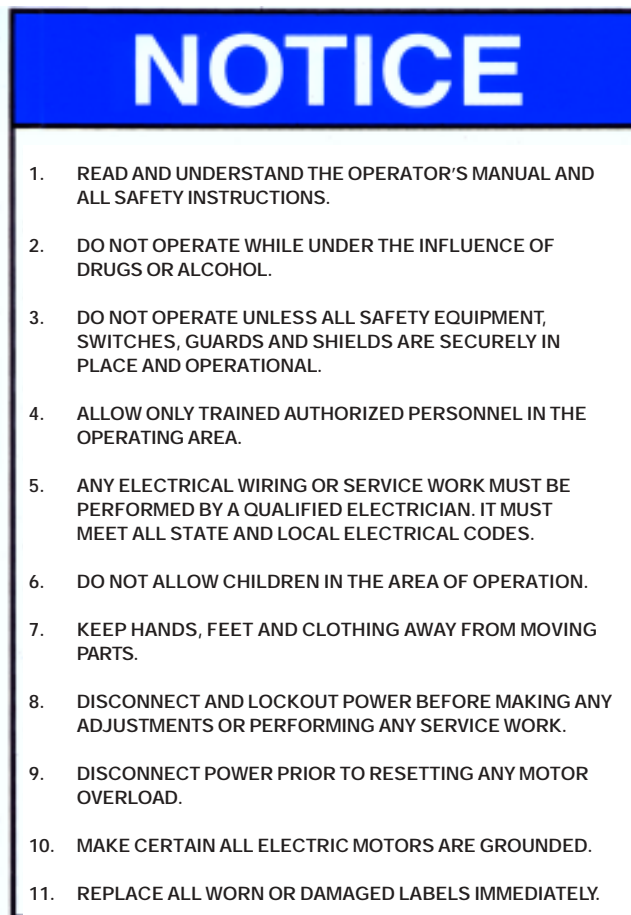 NOTICE
1. READ AND UNDERSTAND THE OPERATOR'S MANUAL AND
ALL SAFETY INSTRUCTIONS.
2. DO NOT OPERATE WHILE UNDER THE INFLUENCE OF
DRUGS OR ALCOHOL.
3. DO NOT OPERATE UNLESS ALL SAFETY EQUIPMENT,
SWITCHES, GUARDS AND SHIELDS ARE SECURELY IN
PLACE AND OPERATIONAL.
4. ALLOW ONLY TRAINED AUTHORIZED PERSONNEL IN THE
OPERATING AREA.
5. ANY ELECTRICAL WIRING OR SERVICE WORK MUST BE
PERFORMED BY A QUALIFIED ELECTRICIAN. IT MUST
MEET ALL STATE AND LOCAL ELECTRICAL CODES.
6. DO NOT ALLOW CHILDREN IN THE AREA OF OPERATION.
7. KEEP HANDS, FEET AND CLOTHING AWAY FROM MOVING
PARTS.
8. DISCONNECT AND LOCKOUT POWER BEFORE MAKING ANY
ADJUSTMENTS OR PERFORMING ANY SERVICE WORK.
9. DISCONNECT POWER PRIOR TO RESETTING ANY MOTOR
OVERLOAD.
10. MAKE CERTAIN ALL ELECTRIC MOTORS ARE GROUNDED.
11. REPLACE ALL WORN OR DAMAGED LABELS IMMEDIATELY.